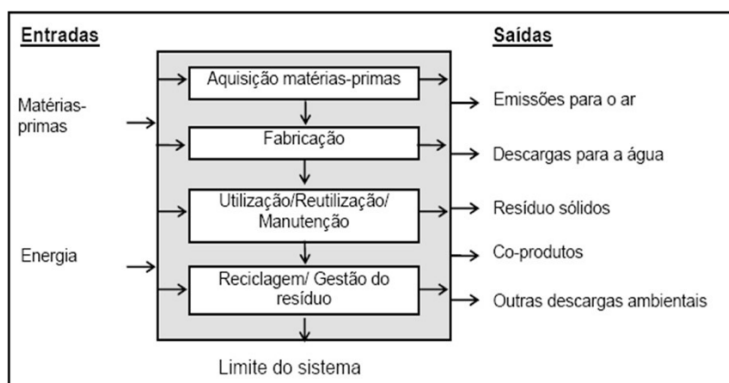 Entradas
Saídas
Aquisição matérias-primas
Matérias-
primas
Emissões para o ar
Fabricação
Descargas para a água
Utilização/Reutilização/
Manutenção
Resíduo sólidos
Energia
Co-produtos
Reciclagem/ Gestão do
resíduo
Outras descargas ambientais
Limite do sistema